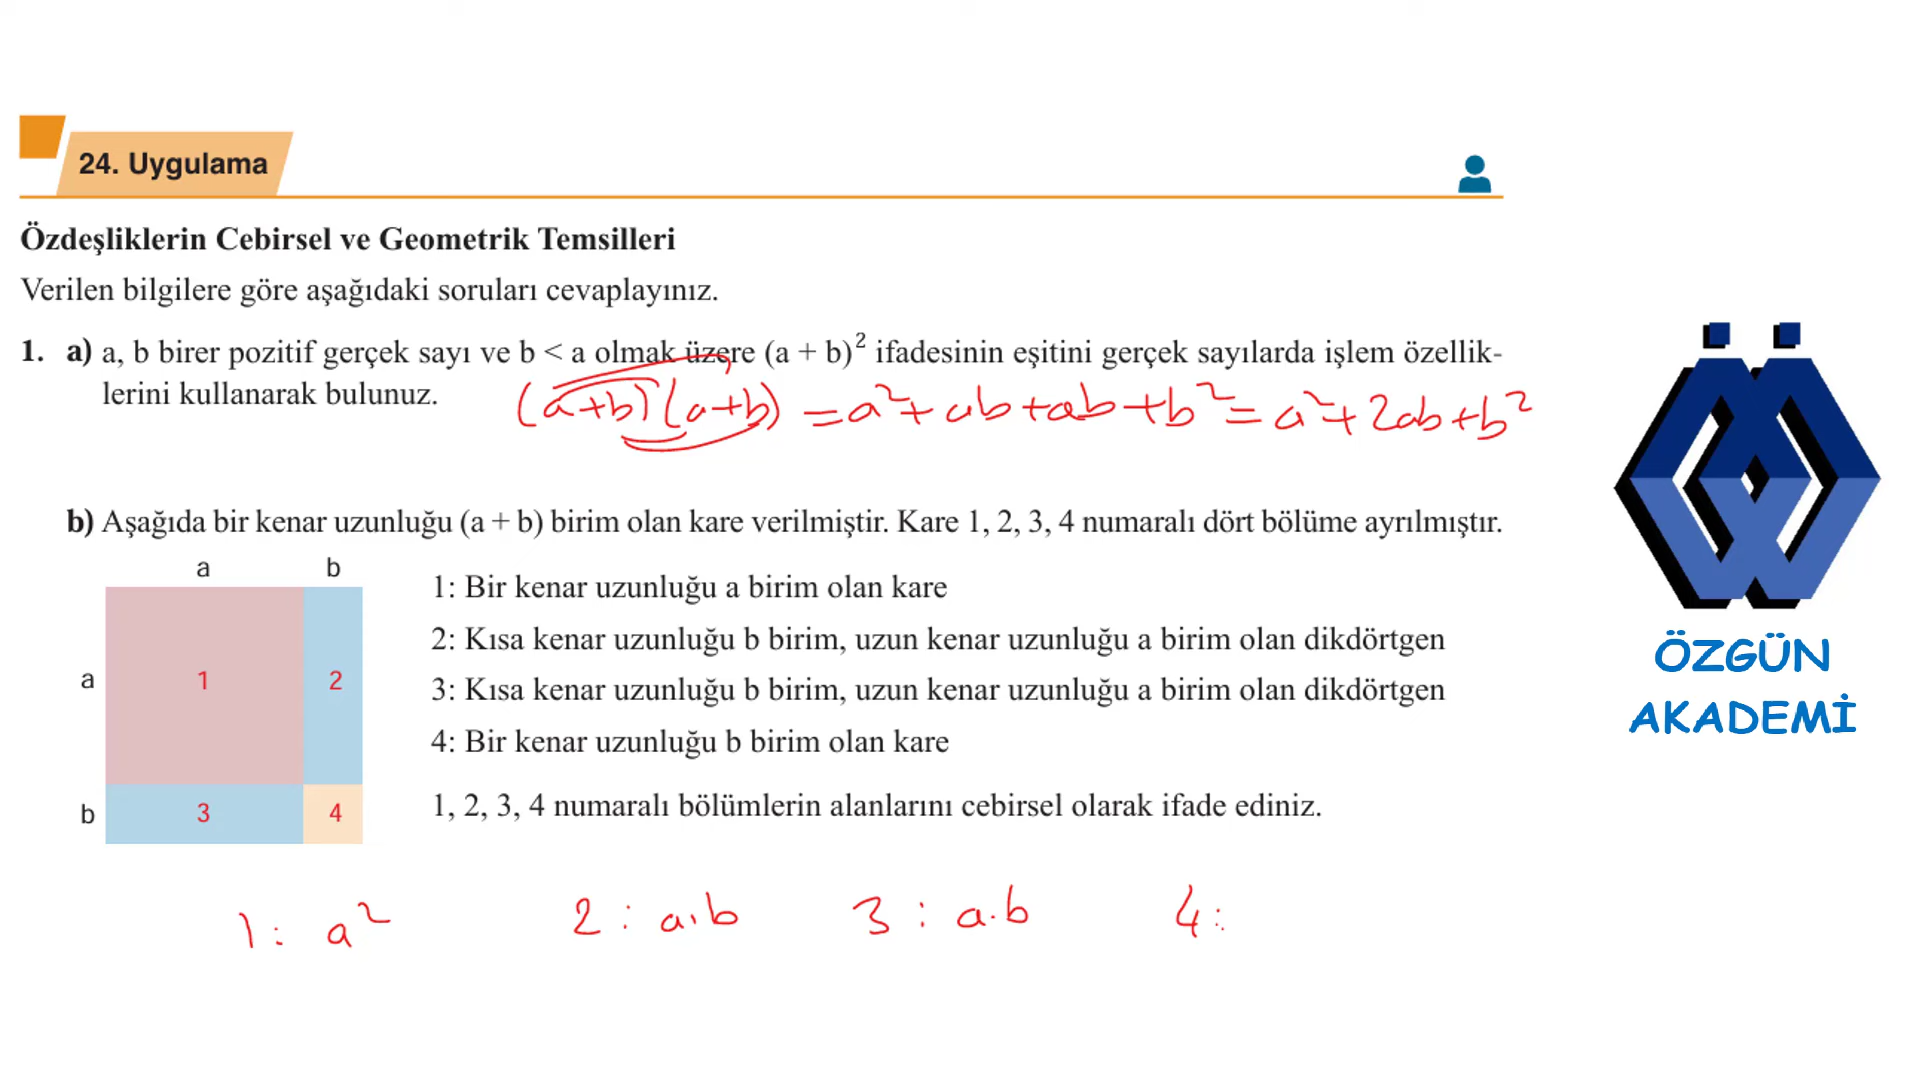 24. Uygulama
Özdeşliklerin Cebirsel ve Geometrik Temsilleri
Verilen bilgilere göre aşağıdaki soruları cevaplayınız.
1. a) a, b birer pozitif gerçek sayı ve b < a olmak üzere (a + b)² ifadesinin eşitini gerçek sayılarda işlem özellik-
lerini kullanarak bulunuz.
(a+b)(a+b) = a²+ab+ab+b² = a²+2ab+b²
b) Aşağıda bir kenar uzunluğu (a + b) birim olan kare verilmiştir. Kare 1, 2, 3, 4 numaralı dört bölüme ayrılmıştır.
a b
a 1 2
b 3 4
1: Bir kenar uzunluğu a birim olan kare
2: Kısa kenar uzunluğu b birim, uzun kenar uzunluğu a birim olan dikdörtgen
3: Kısa kenar uzunluğu b birim, uzun kenar uzunluğu a birim olan dikdörtgen
4: Bir kenar uzunluğu b birim olan kare
1, 2, 3, 4 numaralı bölümlerin alanlarını cebirsel olarak ifade ediniz.
1: a² 2: a.b 3: a.b 4:
ÖZGÜN
AKADEMİ